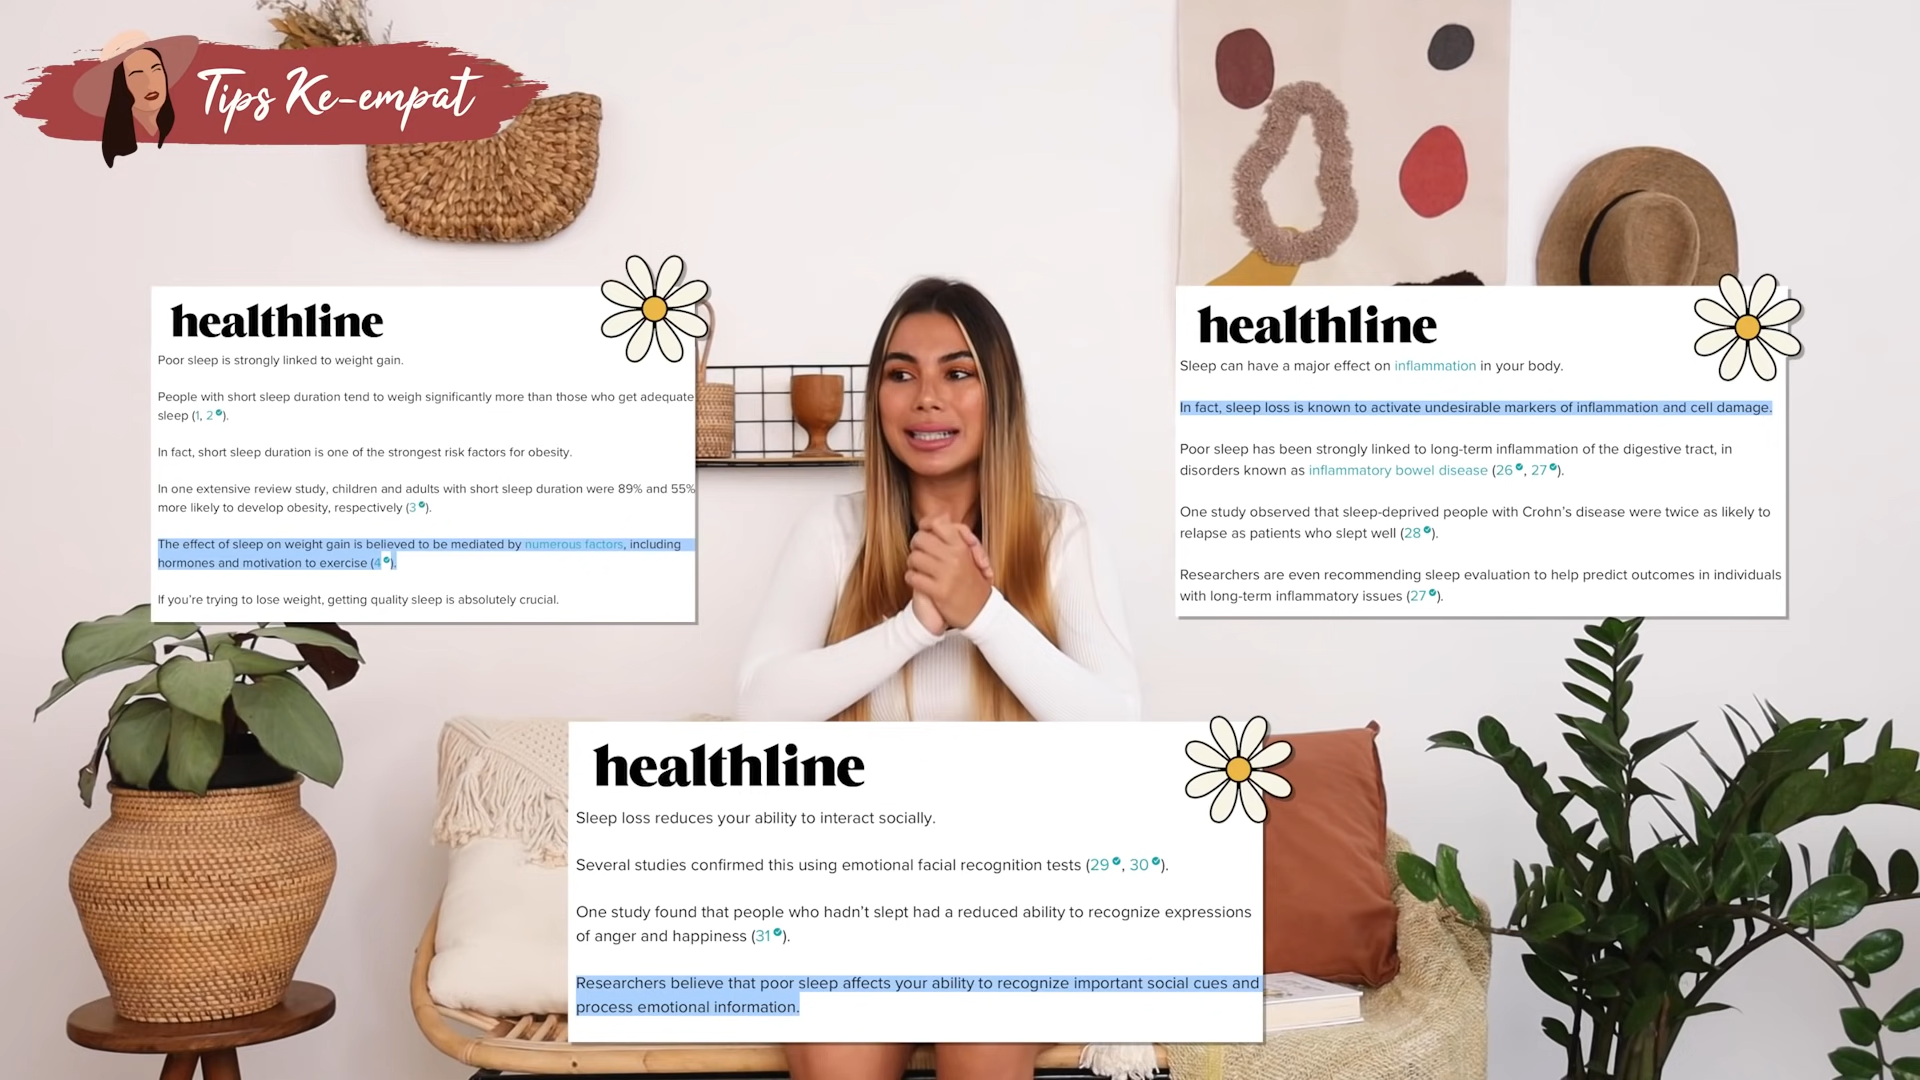 Tips Ke-empat
healthline
Poor sleep is strongly linked to weight gain.
People with short sleep duration tend to weigh significantly more than those who get adequate
sleep (1, 2).
In fact, short sleep duration is one of the strongest risk factors for obesity.
In one extensive review study, children and adults with short sleep duration were 89% and 55%
more likely to develop obesity, respectively (3).
The effect of sleep on weight gain is believed to be mediated by numerous factors, including
hormones and motivation to exercise (4).
If you're trying to lose weight, getting quality sleep is absolutely crucial.
healthline
Sleep can have a major effect on inflammation in your body.
In fact, sleep loss is known to activate undesirable markers of inflammation and cell damage.
Poor sleep has been strongly linked to long-term inflammation of the digestive tract, in
disorders known as inflammatory bowel disease (26, 27).
One study observed that sleep-deprived people with Crohn's disease were twice as likely to
relapse as patients who slept well (28).
Researchers are even recommending sleep evaluation to help predict outcomes in individuals
with long-term inflammatory issues (27).
healthline
Sleep loss reduces your ability to interact socially.
Several studies confirmed this using emotional facial recognition tests (29, 30).
One study found that people who hadn't slept had a reduced ability to recognize expressions
of anger and happiness (31).
Researchers believe that poor sleep affects your ability to recognize important social cues and
process emotional information.